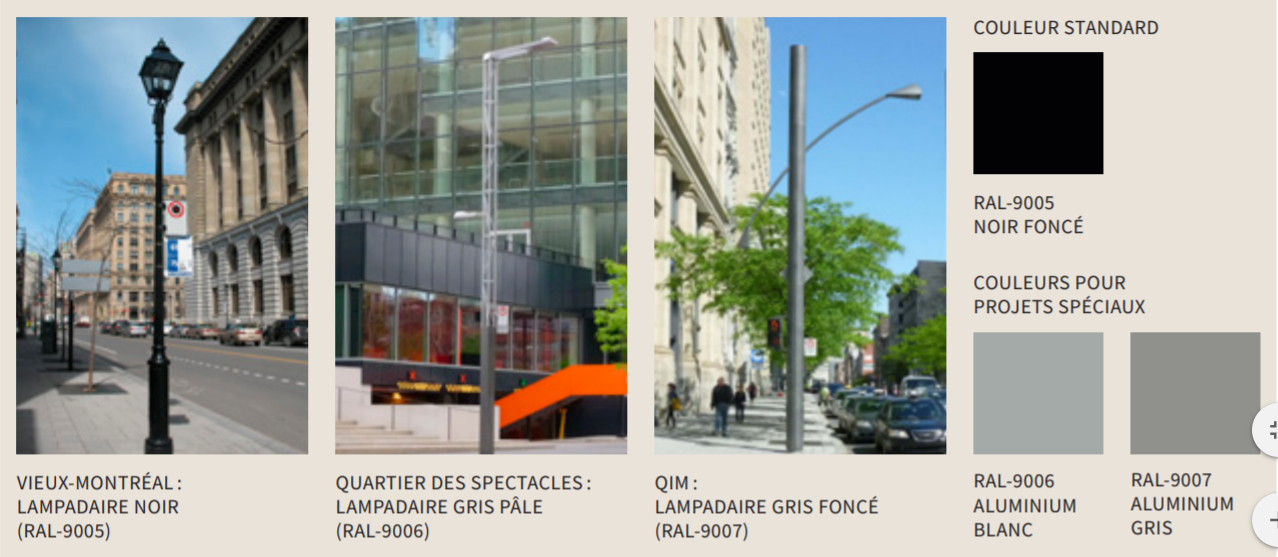 VIEUX-MONTRÉAL :
LAMPADAIRE NOIR
(RAL-9005)
QUARTIER DES SPECTACLES :
LAMPADAIRE GRIS PÂLE
(RAL-9006)
QIM :
LAMPADAIRE GRIS FONCÉ
(RAL-9007)
COULEUR STANDARD
RAL-9005
NOIR FONCÉ
COULEURS POUR
PROJETS SPÉCIAUX
RAL-9006
ALUMINIUM
BLANC
RAL-9007
ALUMINIUM
GRIS